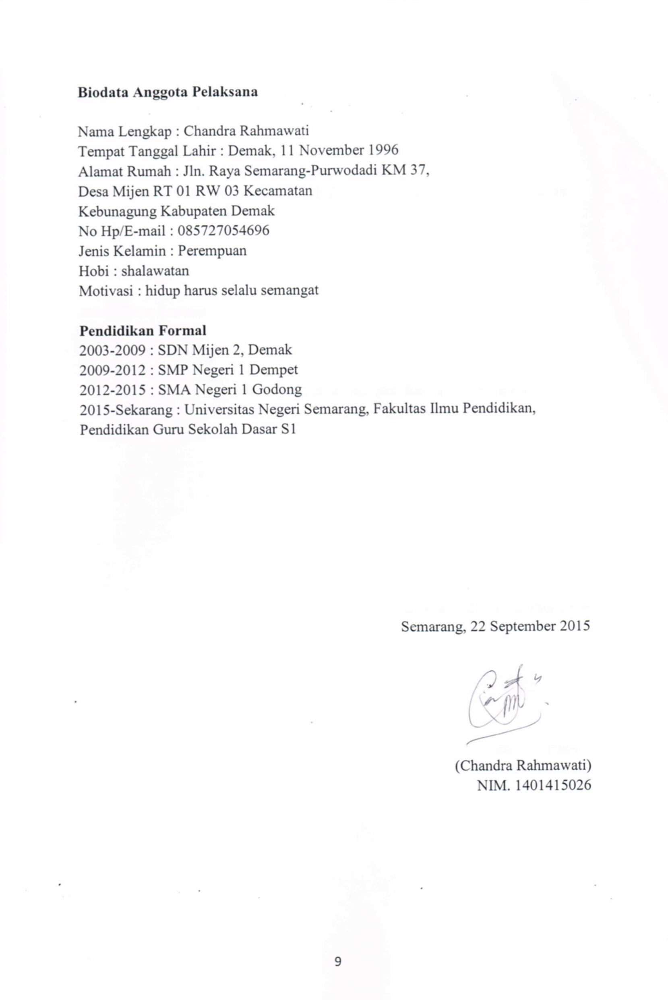 Biodata Anggota Pelaksana
Nama Lengkap : Chandra Rahmawati
Tempat Tanggal Lahir : Demak, 11 November 1996
Alamat Rumah : Jln. Raya Semarang-Purwodadi KM 37,
Desa Mijen RT 01 RW 03 Kecamatan
Kebunagung Kabupaten Demak
No Hp/E-mail : 085727054696
Jenis Kelamin : Perempuan
Hobi : shalawatan
Motivasi : hidup harus selalu semangat
Pendidikan Formal
2003-2009 : SDN Mijen 2, Demak
2009-2012 : SMP Negeri 1 Dempet
2012-2015 : SMA Negeri 1 Godong
2015-Sekarang : Universitas Negeri Semarang, Fakultas Ilmu Pendidikan,
Pendidikan Guru Sekolah Dasar S1
Semarang, 22 September 2015
(Chandra Rahmawati)
NIM. 1401415026
9